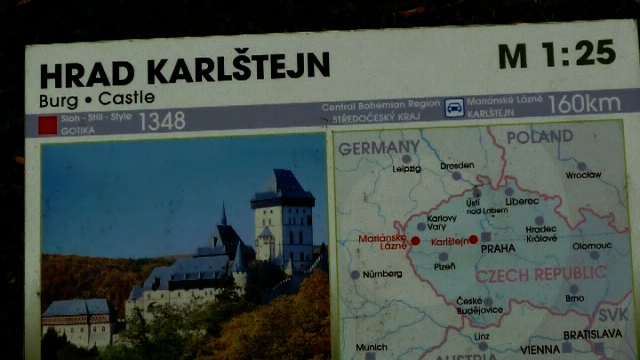 HRAD KARLŠTEJN
M 1:25
Burg • Castle
Sloh - Stil - Style
GOTIKA
1348
Central Bohemian Region
STŘEDOČESKÝ KRAJ
Mariánské Lázně
KARLŠTEJN
160km
GERMANY
POLAND
Leipzig
Dresden
Wrocław
Ústí
nad Labem
Liberec
Karlovy
Vary
Hradec
Králové
Mariánské
Lázně
Karlštejn
PRAHA
Olomouc
Plzeň
Nürnberg
CZECH REPUBLIC
České
Budějovice
Brno
SVK
Munich
Linz
BRATISLAVA
VIENNA
AUSTRIA